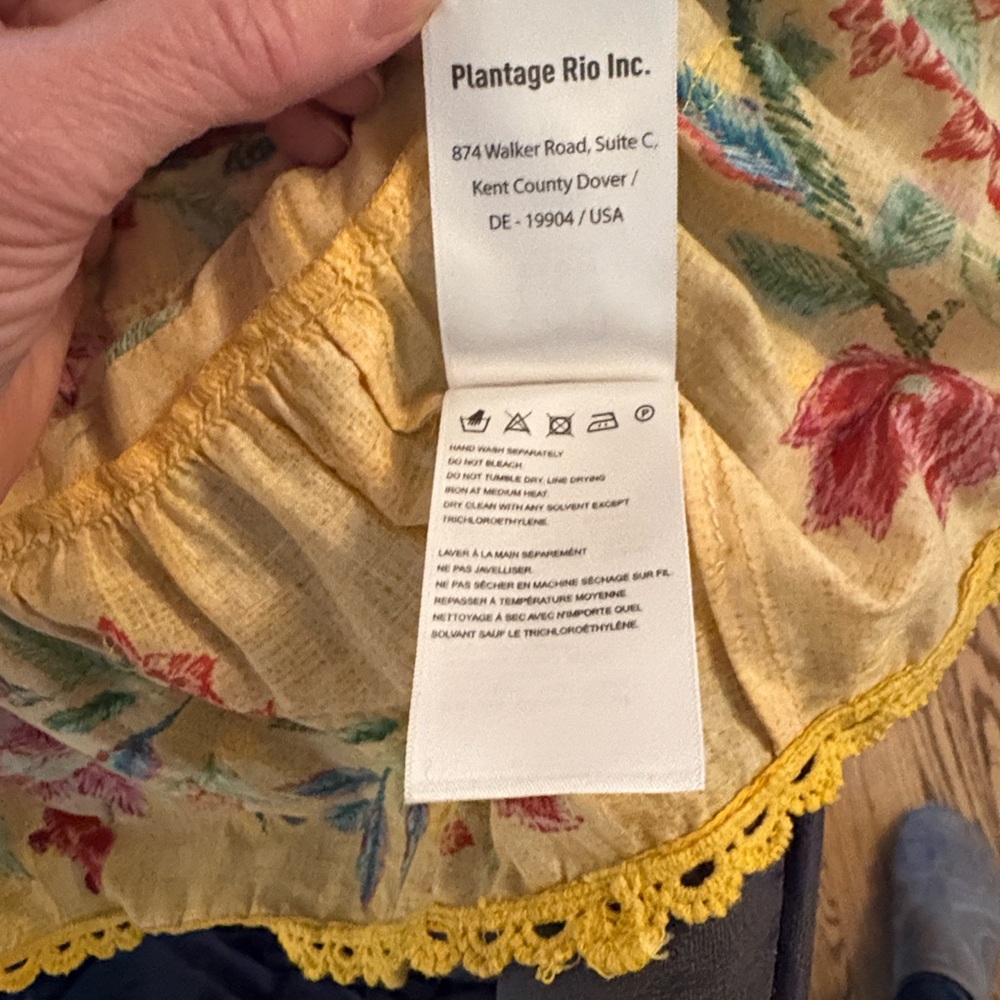 Plantage Rio Inc.
874 Walker Road, Suite C,
Kent County Dover /
DE - 19904 / USA
P
HAND WASH SEPARATELY
DO NOT BLEACH
DO NOT TUMBLE DRY, LINE DRYING
IRON AT MEDIUM HEAT
DRY CLEAN WITH ANY SOLVENT EXCEPT
TRICHLOROETHYLENE.
LAVER À LA MAIN SÉPARÉMENT
NE PAS JAVELLISER.
NE PAS SÉCHER EN MACHINE SÉCHAGE SUR FIL.
REPASSER À TEMPÉRATURE MOYENNE
NETTOYAGE À SEC AVEC N'IMPORTE QUEL
SOLVANT SAUF LE TRICHLOROÉTHYLÈNE.